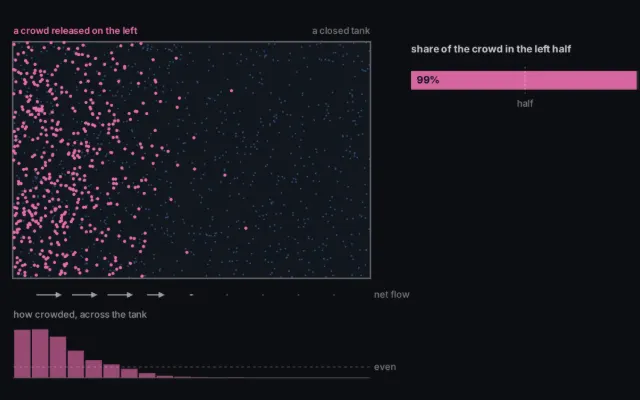 a crowd released on the left
a closed tank
share of the crowd in the left half
99%
half
net flow
how crowded, across the tank
even